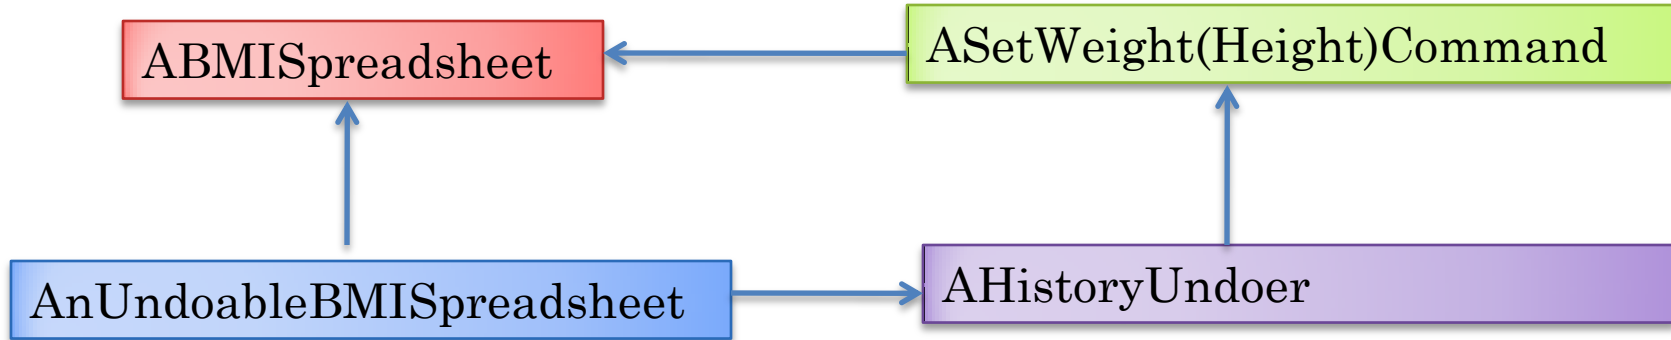 ABMISpreadsheet
ASetWeight(Height)Command
AnUndoableBMISpreadsheet
AHistoryUndoer